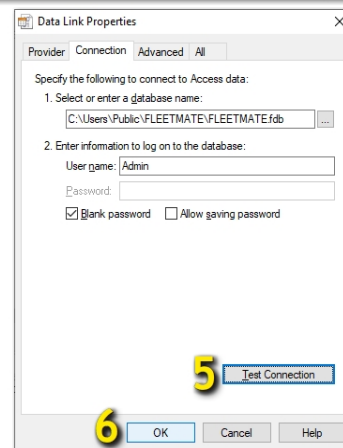 Data Link Properties
Provider Connection Advanced All
Specify the following to connect to Access data:
1. Select or enter a database name:
C:\Users\Public\FLEETMATE\FLEETMATE.fdb ...
2. Enter information to log on to the database:
User name: Admin
Password:
Blank password Allow saving password
5 Test Connection
6 OK Cancel Help